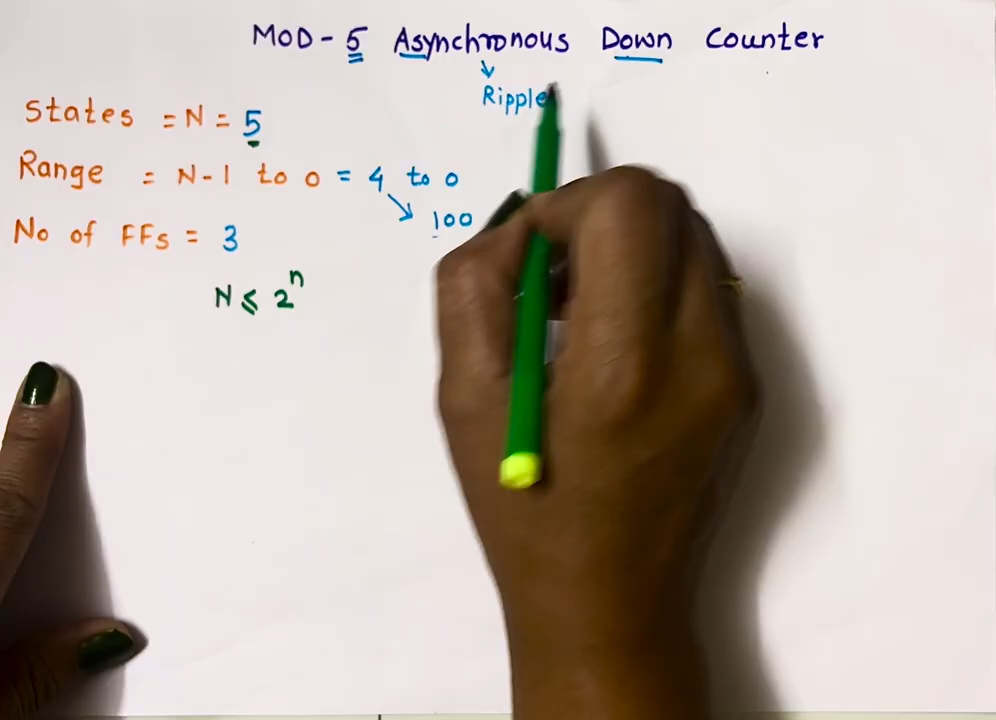 MOD-5 Asynchronous Down Counter
Ripple
States = N = 5
Range = N-1 to 0 = 4 to 0
100
No of FFs = 3
N ≤ 2ⁿ